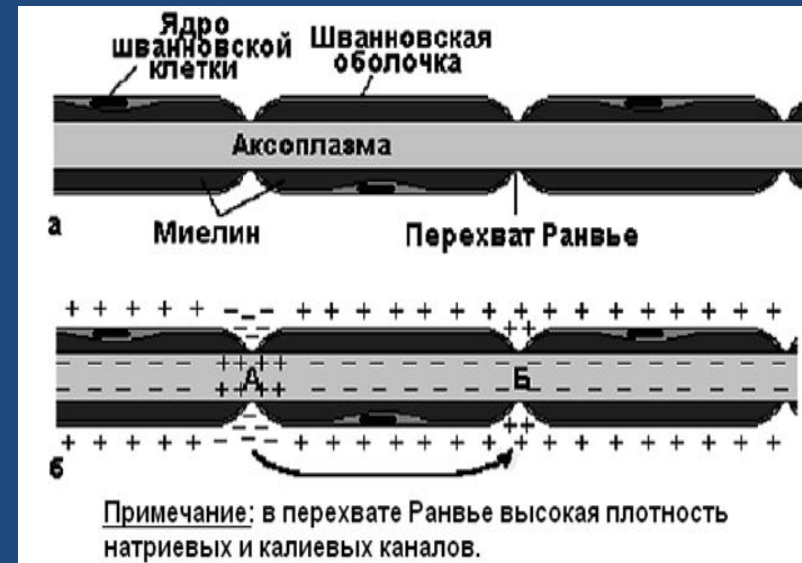 Ядро
шванновской
клетки
Шванновская
оболочка
Аксоплазма
а
Миелин
Перехват Ранвье
+ + + + + – – – + + + + + + + + + + + + +
А
Б
б
Примечание: в перехвате Ранвье высокая плотность
натриевых и калиевых каналов.